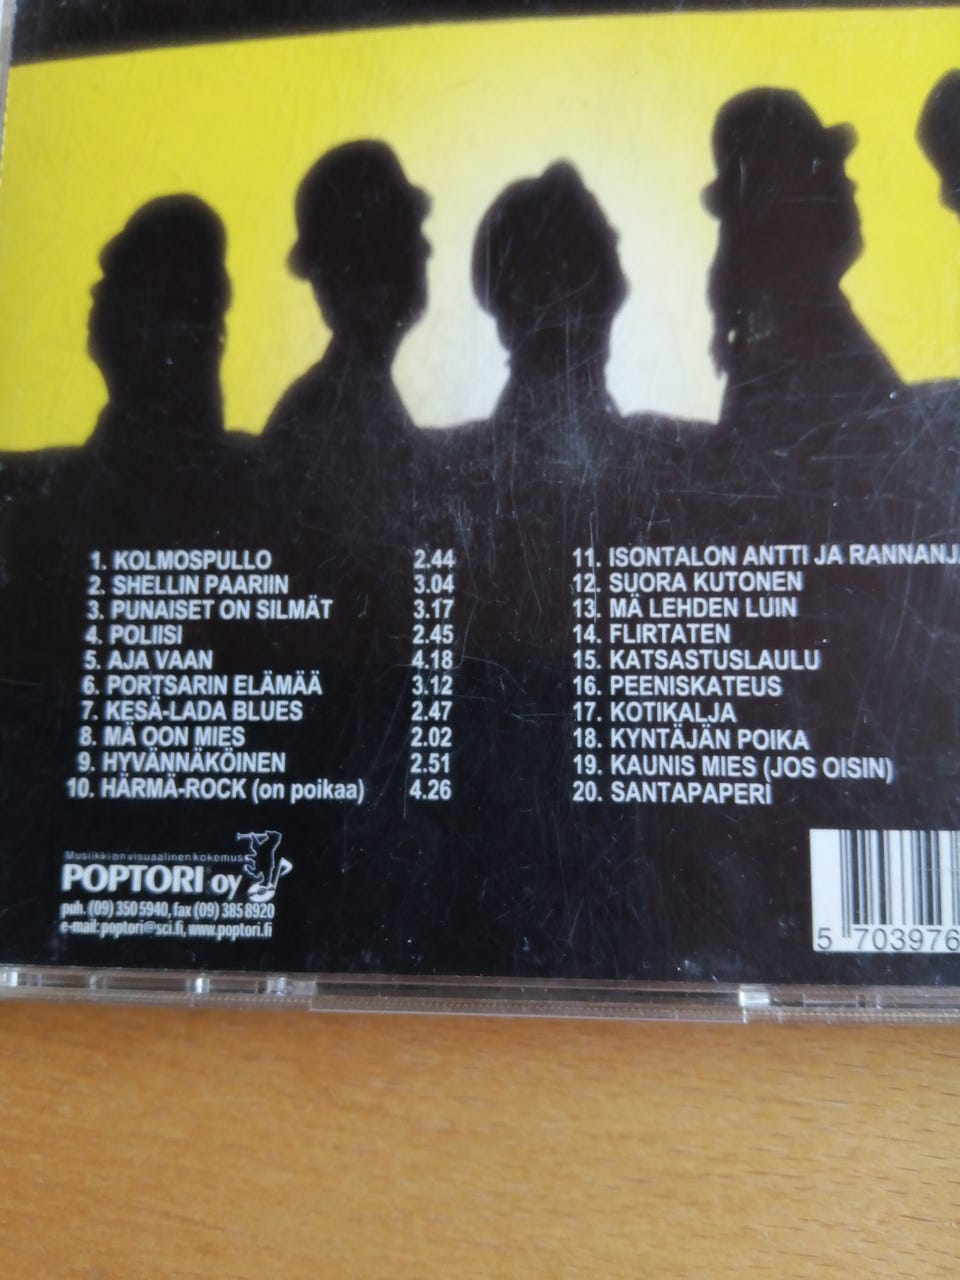 1. KOLMOSPULLO 2.44
2. SHELLIN PAARIIN 3.04
3. PUNAISET ON SILMÄT 3.17
4. POLIISI 2.45
5. AJA VAAN 4.18
6. PORTSARIN ELÄMÄÄ 3.12
7. KESÄ-LADA BLUES 2.47
8. MÄ OON MIES 2.02
9. HYVÄNNÄKÖINEN 2.51
10. HÄRMÄ-ROCK (on poikaa) 4.26
11. ISONTALON ANTTI JA RANNANJ
12. SUORA KUTONEN
13. MÄ LEHDEN LUIN
14. FLIRTATEN
15. KATSASTUSLAULU
16. PEENISKATEUS
17. KOTIKALJA
18. KYNTÄJÄN POIKA
19. KAUNIS MIES (JOS OISIN)
20. SANTAPAPERI
Musiikki on visuaalinen kokemus
POPTORI oy
puh. (09) 350 5940, fax (09) 385 8920
e-mail: poptori@sci.fi, www.poptori.fi
5 703976